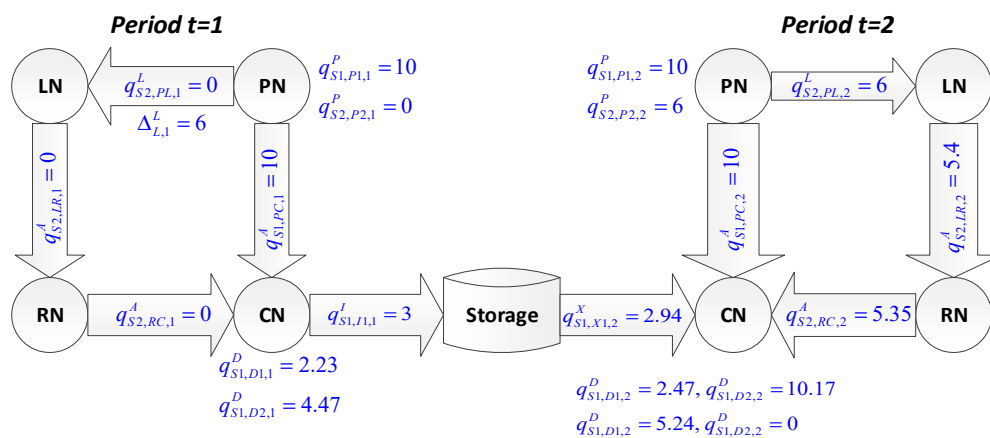 Period t=1
Period t=2
LN
q^L_{S2,PL,1} = 0
PN
q^P_{S1,P1,1} = 10
q^P_{S2,P2,1} = 0
Δ^L_{L,1} = 6
q^P_{S1,P1,2} = 10
q^P_{S2,P2,2} = 6
PN
q^L_{S2,PL,2} = 6
LN
q^A_{S2,LR,1} = 0
q^A_{S1,PC,1} = 10
q^A_{S1,PC,2} = 10
q^A_{S2,LR,2} = 5.4
RN
q^A_{S2,RC,1} = 0
CN
q^I_{S1,I1,1} = 3
Storage
q^X_{S1,X1,2} = 2.94
CN
q^A_{S2,RC,2} = 5.35
RN
q^D_{S1,D1,1} = 2.23
q^D_{S1,D2,1} = 4.47
q^D_{S1,D1,2} = 2.47, q^D_{S1,D2,2} = 10.17
q^D_{S1,D1,2} = 5.24, q^D_{S1,D2,2} = 0